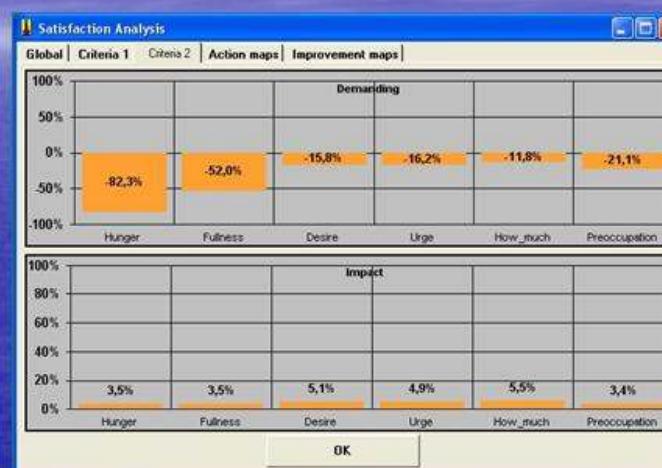 Satisfaction Analysis
Global Criteria 1 Criteria 2 Action maps Improvement maps
Demanding
100%
50%
0%
-50%
-100%
-82,3% -52,0% -15,8% -16,2% -11,8% -21,1%
Hunger Fullness Desire Urge How_much Preoccupation
Impact
100%
80%
60%
40%
20%
0%
3,5% 3,5% 5,1% 4,9% 5,5% 3,4%
Hunger Fullness Desire Urge How_much Preoccupation
OK